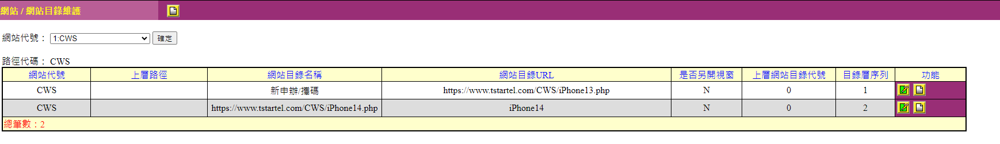 網站 / 網站目錄維護
網站代號： 1:CWS 確定
路徑代碼： CWS
網站代號 上層路徑 網站目錄名稱 網站目錄URL 是否另開視窗 上層網站目錄代號 目錄層序列 功能
CWS 新申辦/攜碼 https://www.tstartel.com/CWS/iPhone13.php N 0 1
CWS https://www.tstartel.com/CWS/iPhone14.php iPhone14 N 0 2
總筆數：2